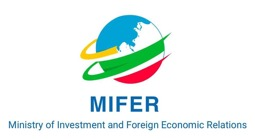 MIFER
Ministry of Investment and Foreign Economic Relations